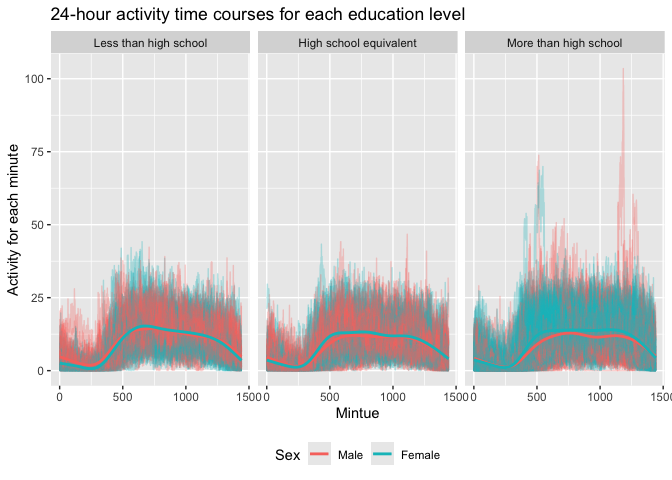 24-hour activity time courses for each education level
Less than high school
High school equivalent
More than high school
Activity for each minute
100
75
50
25
0
0 500 1000 1500
0 500 1000 1500
0 500 1000 1500
Mintue
Sex Male Female